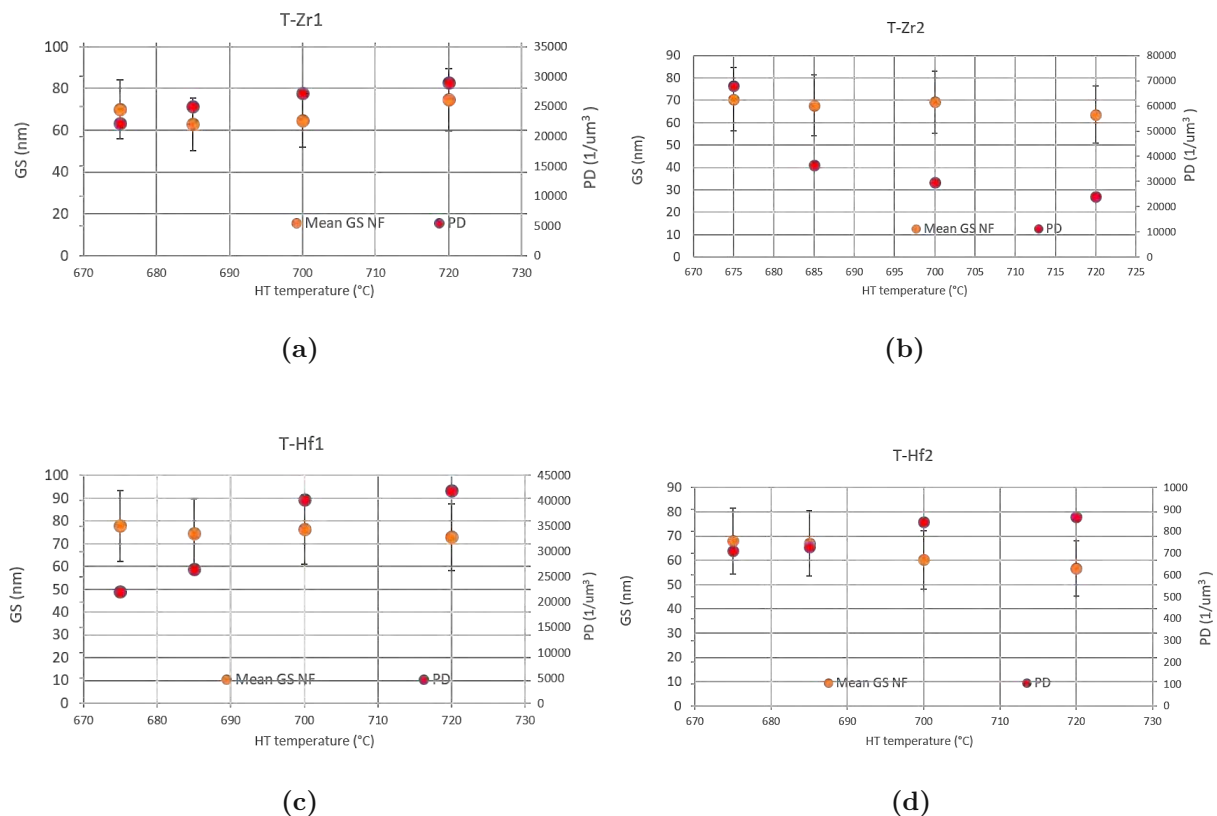 T-Zr1
100
80
60
40
20
0
GS (nm)
35000
30000
25000
20000
15000
10000
5000
0
PD (1/um³)
Mean GS NF PD
670 680 690 700 710 720 730
HT temperature (°C)
(a)
T-Zr2
90
80
70
60
50
40
30
20
10
0
GS (nm)
80000
70000
60000
50000
40000
30000
20000
10000
0
PD (1/um³)
Mean GS NF PD
670 675 680 685 690 695 700 705 710 715 720 725
HT temperature (°C)
(b)
T-Hf1
100
90
80
70
60
50
40
30
20
10
0
GS (nm)
45000
40000
35000
30000
25000
20000
15000
10000
5000
0
PD (1/um³)
Mean GS NF PD
670 680 690 700 710 720 730
HT temperature (°C)
(c)
T-Hf2
90
80
70
60
50
40
30
20
10
0
GS (nm)
1000
900
800
700
600
500
400
300
200
100
0
PD (1/um³)
Mean GS NF PD
670 680 690 700 710 720 730
HT temperature (°C)
(d)